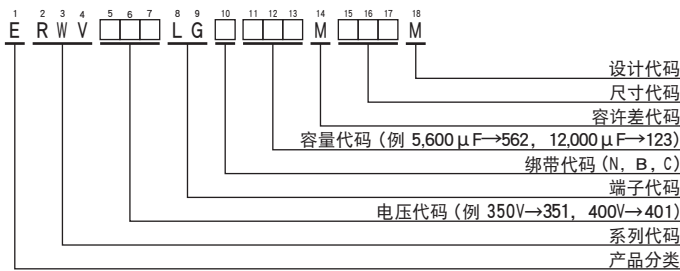 1 2 3 4 5 6 7 8 9 10 11 12 13 14 15 16 17 18
E R W V □□□ L G □ □□□ M □□□ M
设计代码
尺寸代码
容许差代码
容量代码 (例 5,600μF→562, 12,000μF→123)
绑带代码 (N, B, C)
端子代码
电压代码 (例 350V→351, 400V→401)
系列代码
产品分类